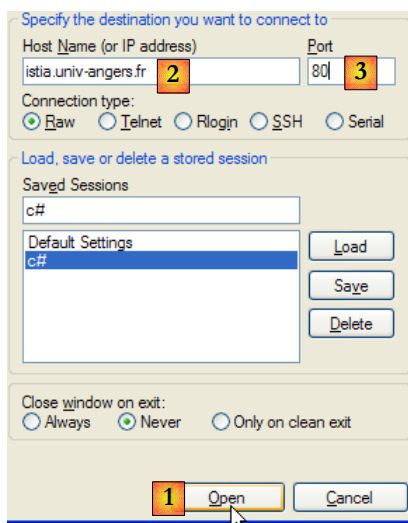 Specify the destination you want to connect to
Host Name (or IP address) Port
istia.univ-angers.fr 2 80 3
Connection type:
Raw Telnet Rlogin SSH Serial
Load, save or delete a stored session
Saved Sessions
c#
Default Settings Load
c#
Save
Delete
Close window on exit:
Always Never Only on clean exit
1 Open Cancel